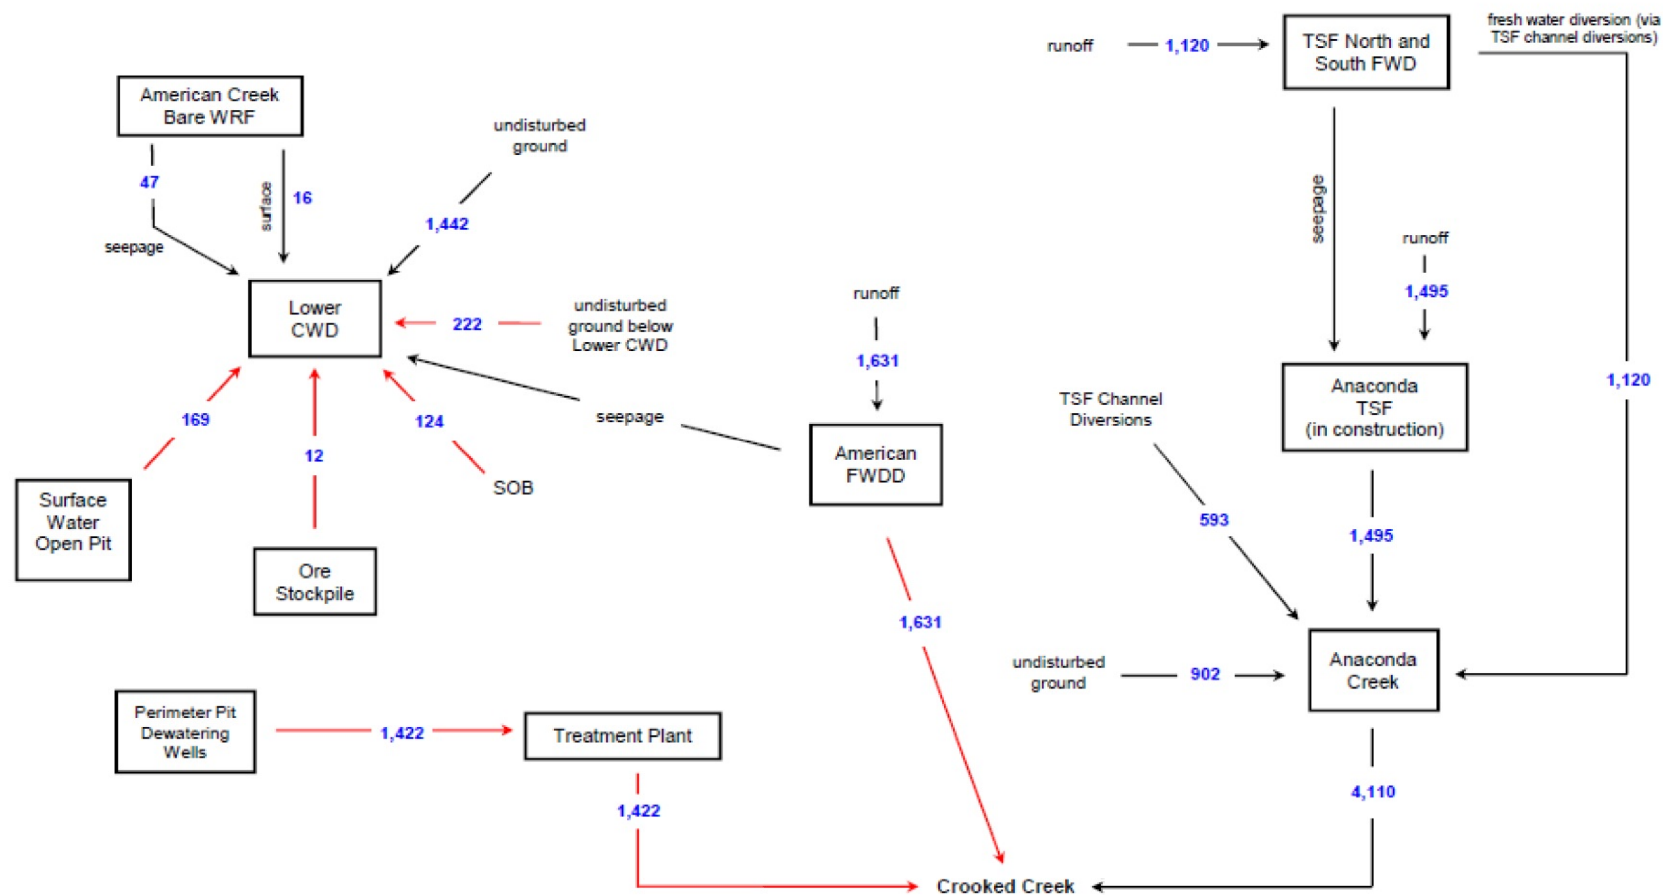 fresh water diversion (via
TSF channel diversions)
runoff
1,120
TSF North and
South FWD
American Creek
Bare WRF
undisturbed
ground
47
surface
16
1,442
seepage
seepage
runoff
1,495
Lower
CWD
222
undisturbed
ground below
Lower CWD
runoff
1,631
1,120
169
12
124
seepage
TSF Channel
Diversions
Anaconda
TSF
(in construction)
American
FWDD
SOB
Surface
Water
Open Pit
Ore
Stockpile
593
1,495
1,631
undisturbed
ground
902
Anaconda
Creek
Perimeter Pit
Dewatering
Wells
1,422
Treatment Plant
1,422
4,110
Crooked Creek